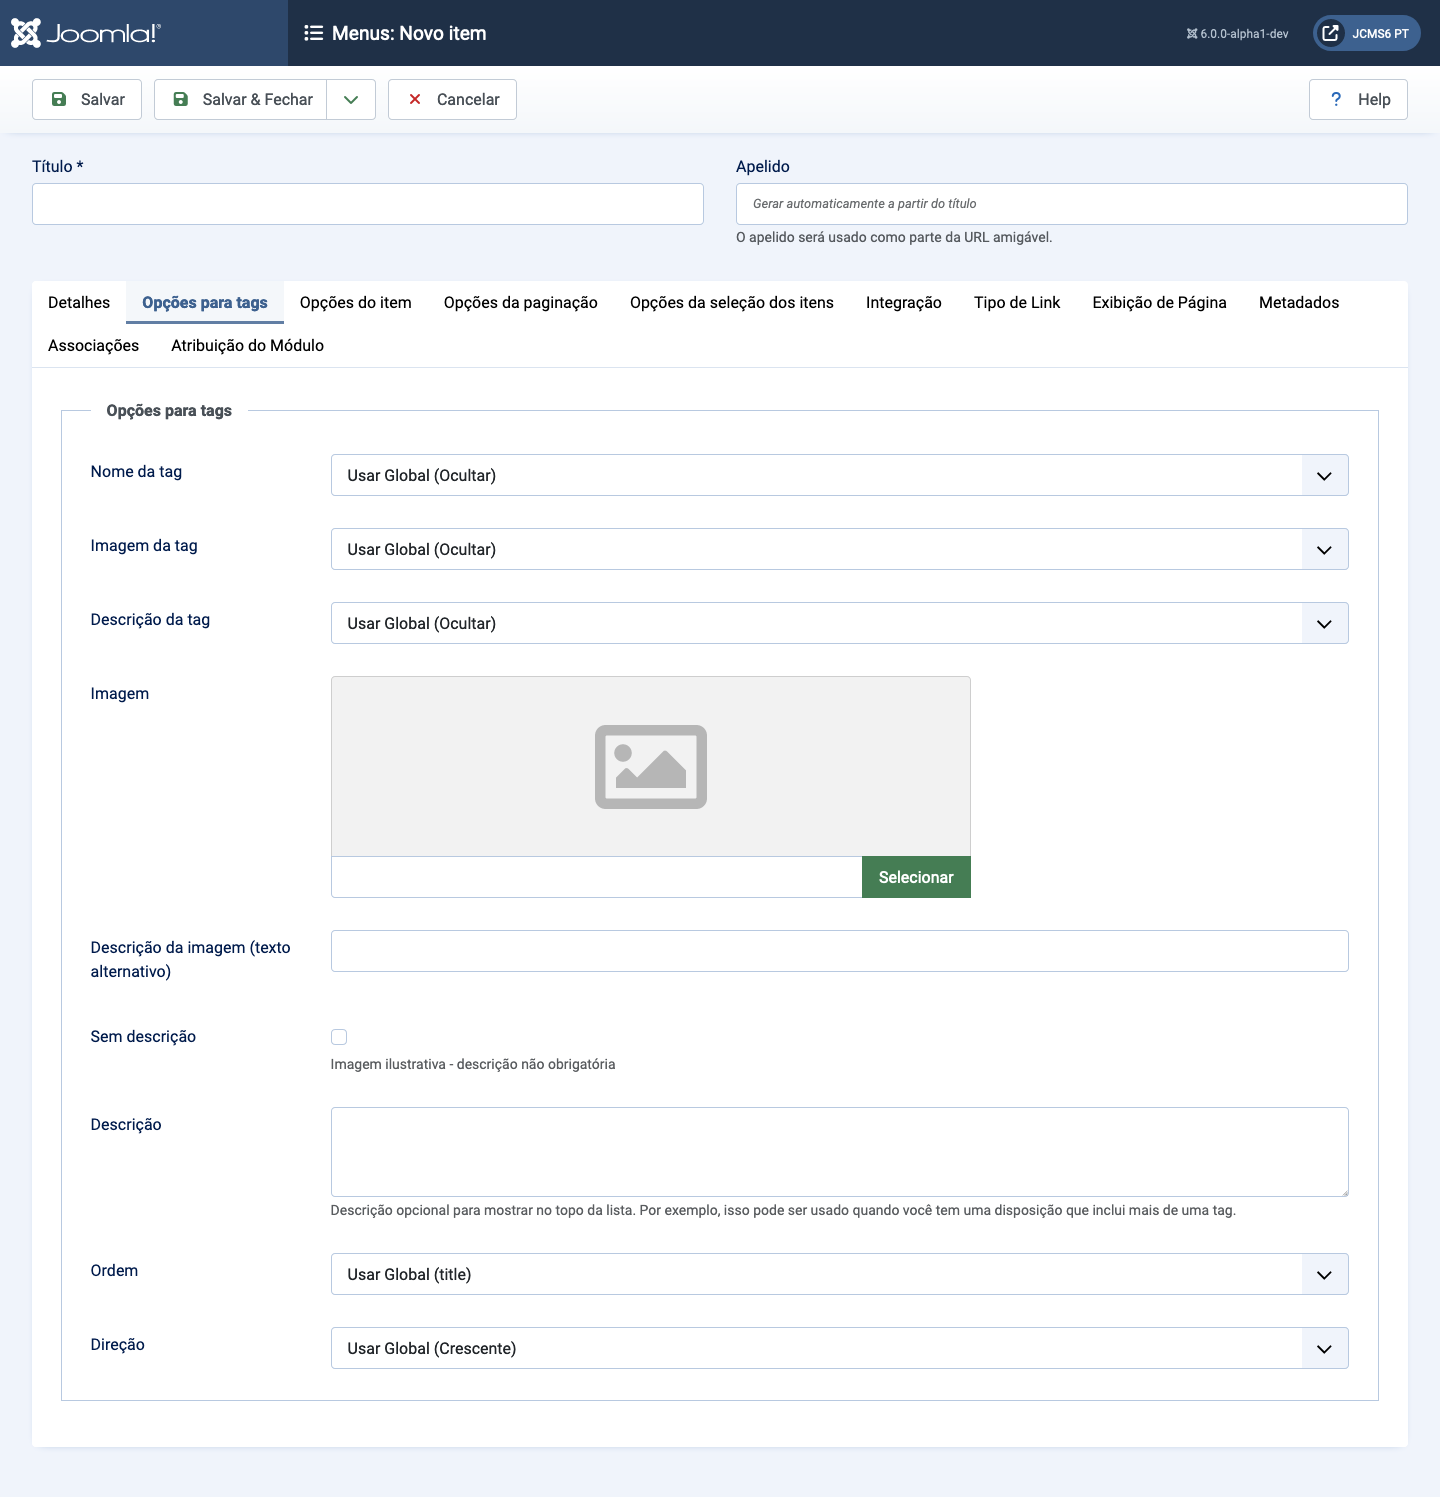 Joomla!®
Menus: Novo item
6.0.0-alpha1-dev
JCMS6 PT
Salvar
Salvar & Fechar
Cancelar
? Help
Título *
Apelido
Gerar automaticamente a partir do título
O apelido será usado como parte da URL amigável.
Detalhes
Opções para tags
Opções do item
Opções da paginação
Opções da seleção dos itens
Integração
Tipo de Link
Exibição de Página
Metadados
Associações
Atribuição do Módulo
Opções para tags
Nome da tag
Usar Global (Ocultar)
Imagem da tag
Usar Global (Ocultar)
Descrição da tag
Usar Global (Ocultar)
Imagem
Selecionar
Descrição da imagem (texto
alternativo)
Sem descrição
Imagem ilustrativa - descrição não obrigatória
Descrição
Descrição opcional para mostrar no topo da lista. Por exemplo, isso pode ser usado quando você tem uma disposição que inclui mais de uma tag.
Ordem
Usar Global (title)
Direção
Usar Global (Crescente)